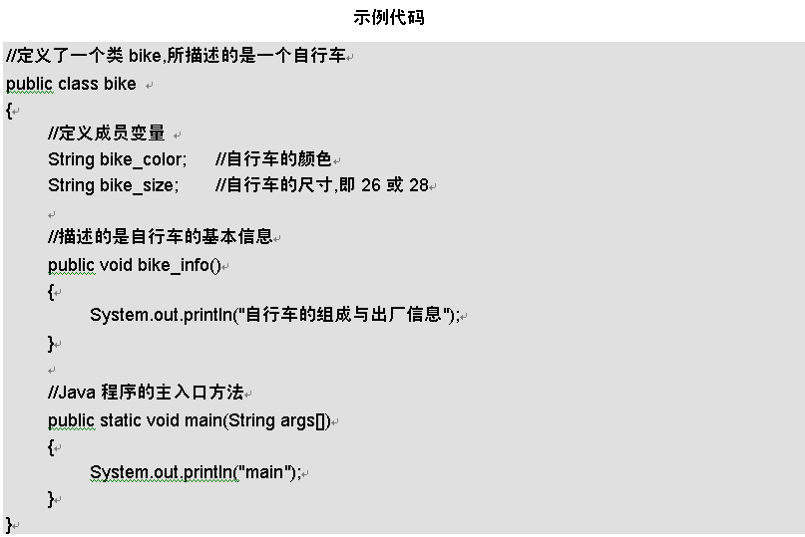 示例代码
//定义了一个类 bike,所描述的是一个自行车
public class bike
{
//定义成员变量
String bike_color; //自行车的颜色
String bike_size; //自行车的尺寸,即 26 或 28
//描述的是自行车的基本信息
public void bike_info()
{
System.out.println("自行车的组成与出厂信息");
}
//Java 程序的主入口方法
public static void main(String args[])
{
System.out.println("main");
}
}